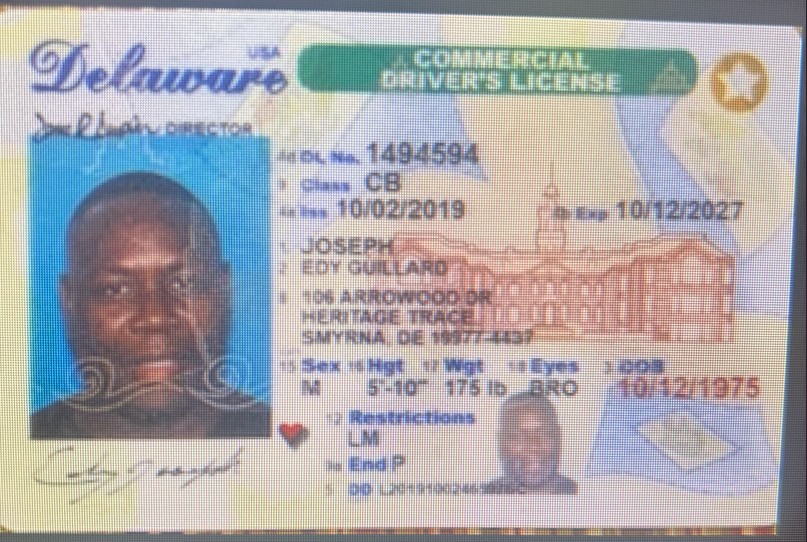 USA
Delaware
COMMERCIAL
DRIVER'S LICENSE
DIRECTOR
4d DL No. 1494594
9 Class CB
4a Iss 10/02/2019 4b Exp 10/12/2027
1 JOSEPH
2 EDY GUILLARD
8 106 ARROWOOD DR
HERITAGE TRACE
SMYRNA, DE 19977-4437
15 Sex 16 Hgt 17 Wgt 18 Eyes 3 DOB
M 5'-10" 175 lb BRO 10/12/1975
12 Restrictions
LM
9a End P
5 DD